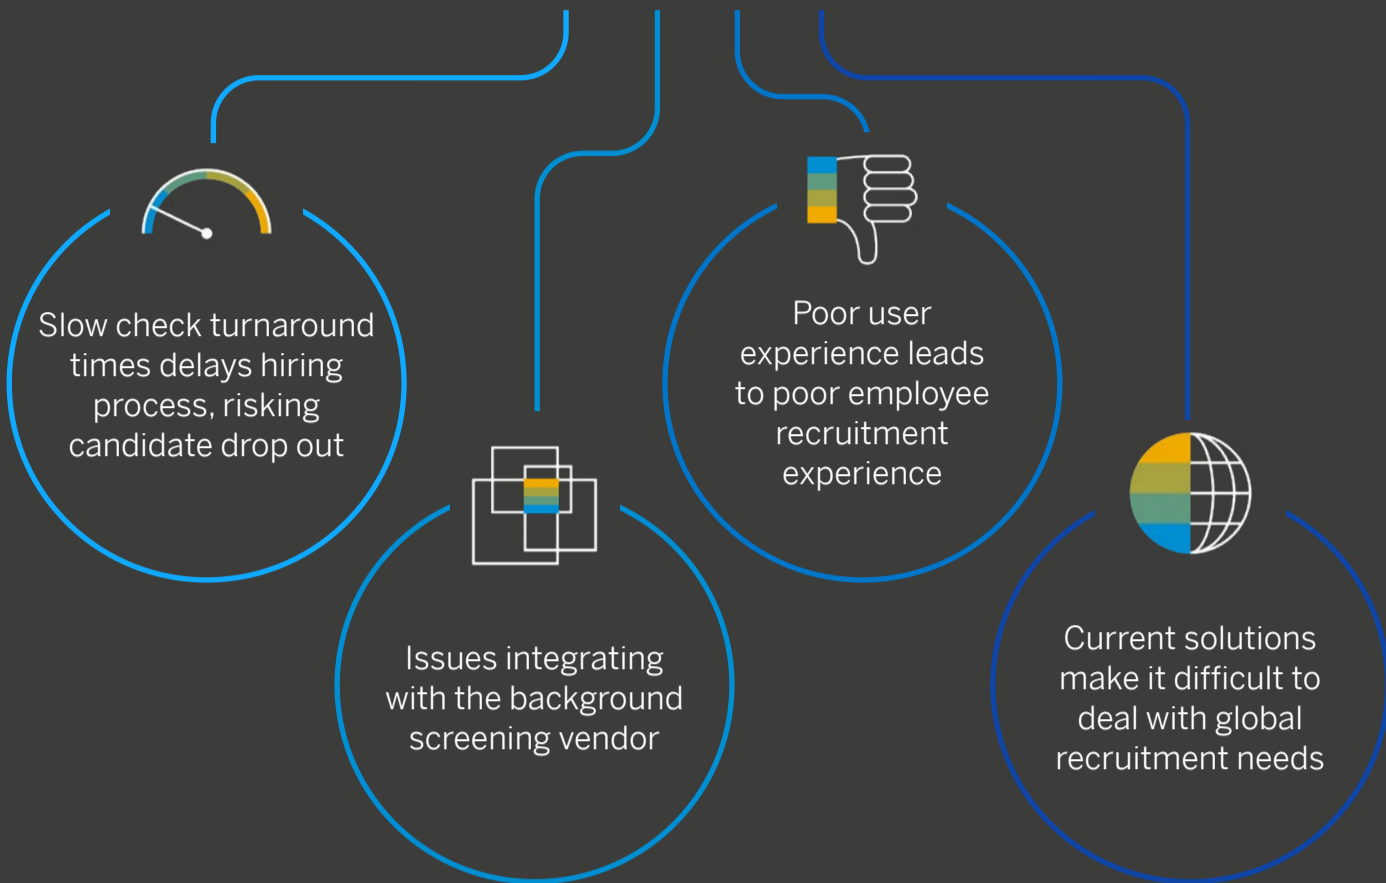 Slow check turnaround
times delays hiring
process, risking
candidate drop out
Issues integrating
with the background
screening vendor
Poor user
experience leads
to poor employee
recruitment
experience
Current solutions
make it difficult to
deal with global
recruitment needs